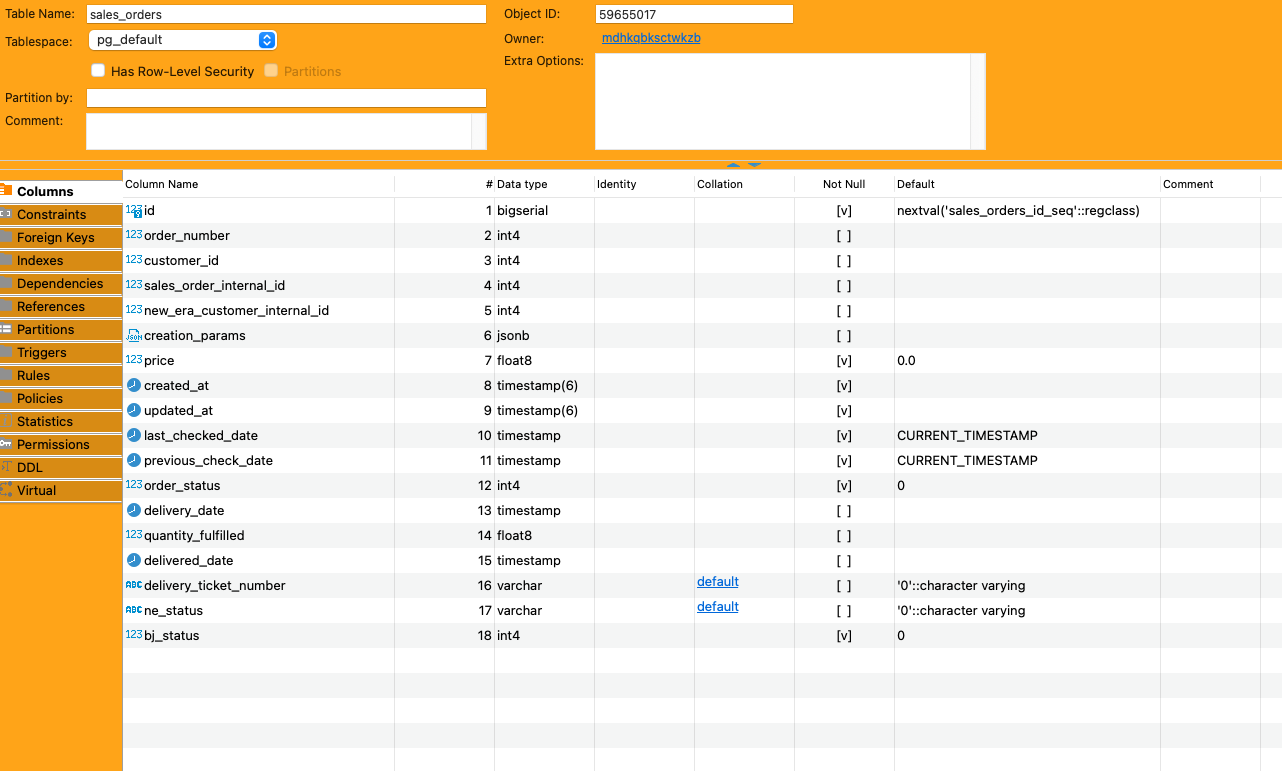 Table Name: sales_orders Object ID: 59655017
Tablespace: pg_default Owner: mdhkqbksctwkzb
Extra Options:
Has Row-Level Security Partitions
Partition by:
Comment:
Columns
Constraints
Foreign Keys
Indexes
Dependencies
References
Partitions
Triggers
Rules
Policies
Statistics
Permissions
DDL
Virtual
Column Name # Data type Identity Collation Not Null Default Comment
123 id 1 bigserial [v] nextval('sales_orders_id_seq'::regclass)
123 order_number 2 int4 [ ]
123 customer_id 3 int4 [ ]
123 sales_order_internal_id 4 int4 [ ]
123 new_era_customer_internal_id 5 int4 [ ]
JSON creation_params 6 jsonb [ ]
123 price 7 float8 [v] 0.0
created_at 8 timestamp(6) [v]
updated_at 9 timestamp(6) [v]
last_checked_date 10 timestamp [v] CURRENT_TIMESTAMP
previous_check_date 11 timestamp [v] CURRENT_TIMESTAMP
123 order_status 12 int4 [v] 0
delivery_date 13 timestamp [ ]
123 quantity_fulfilled 14 float8 [ ]
delivered_date 15 timestamp [ ]
ABC delivery_ticket_number 16 varchar default [ ] '0'::character varying
ABC ne_status 17 varchar default [ ] '0'::character varying
123 bj_status 18 int4 [v] 0